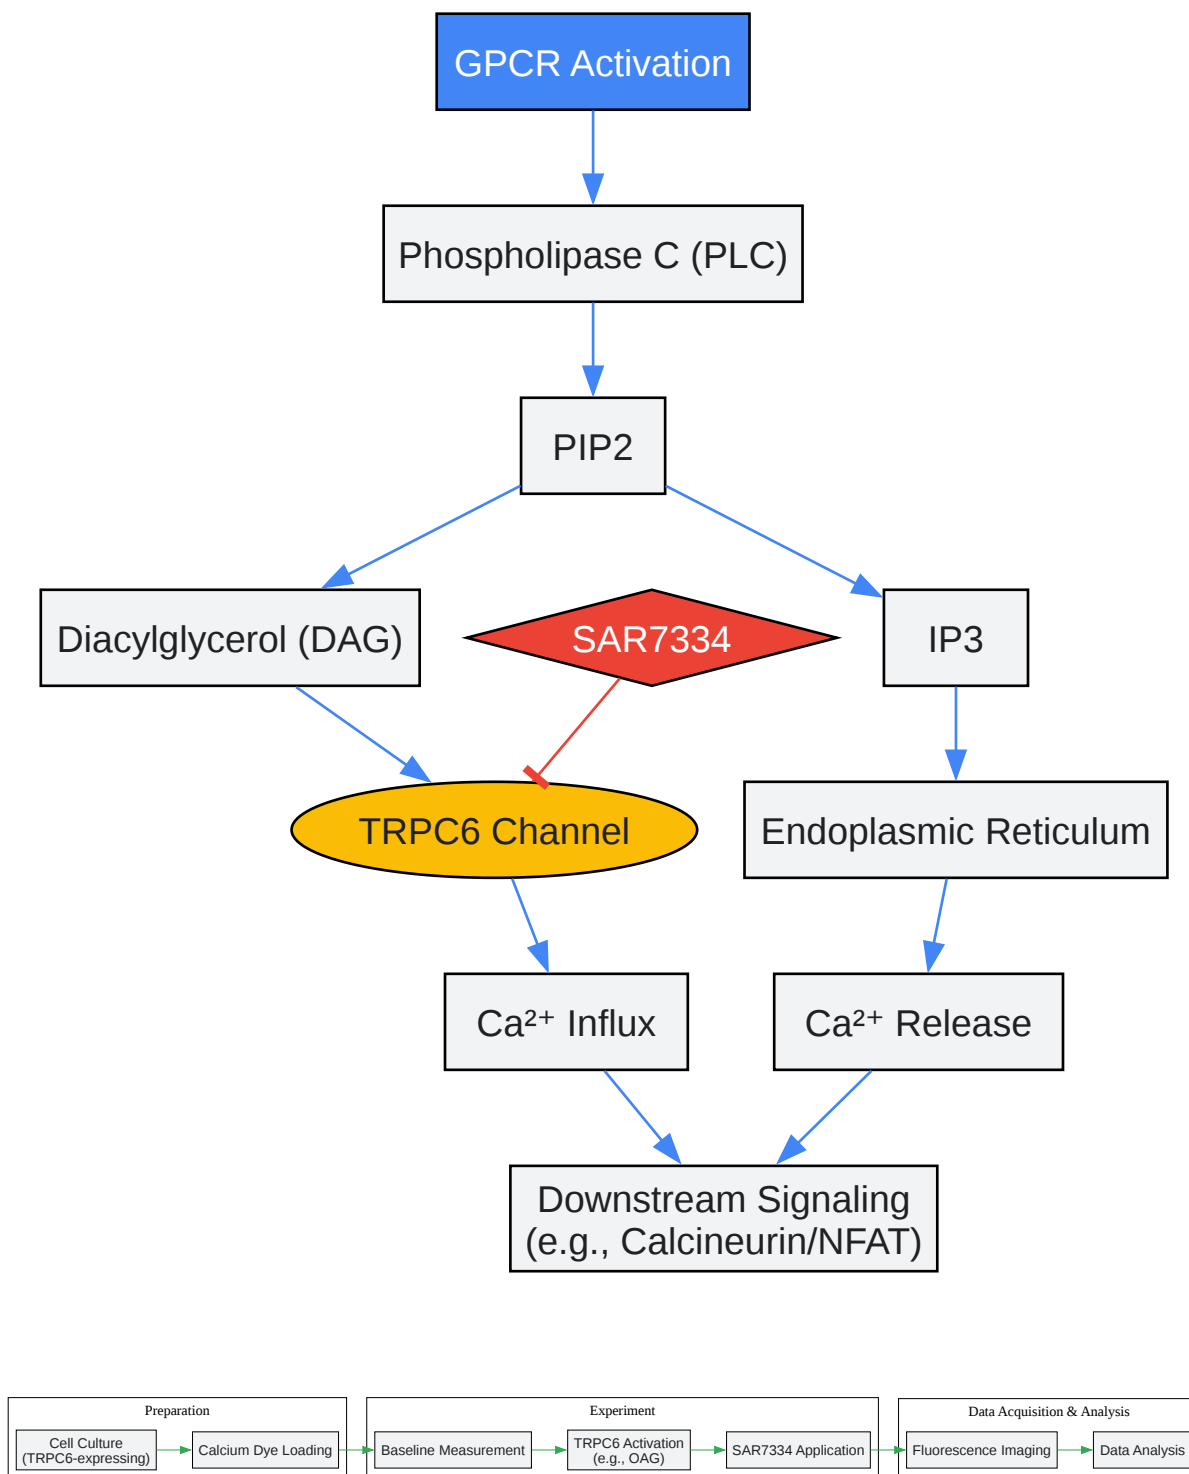 GPCR Activation
Phospholipase C (PLC)
PIP2
Diacylglycerol (DAG)
SAR7334
IP3
TRPC6 Channel
Endoplasmic Reticulum
Ca²⁺ Influx
Ca²⁺ Release
Downstream Signaling
(e.g., Calcineurin/NFAT)
Preparation
Cell Culture
(TRPC6-expressing)
Calcium Dye Loading
Experiment
Baseline Measurement
TRPC6 Activation
(e.g., OAG)
SAR7334 Application
Data Acquisition & Analysis
Fluorescence Imaging
Data Analysis